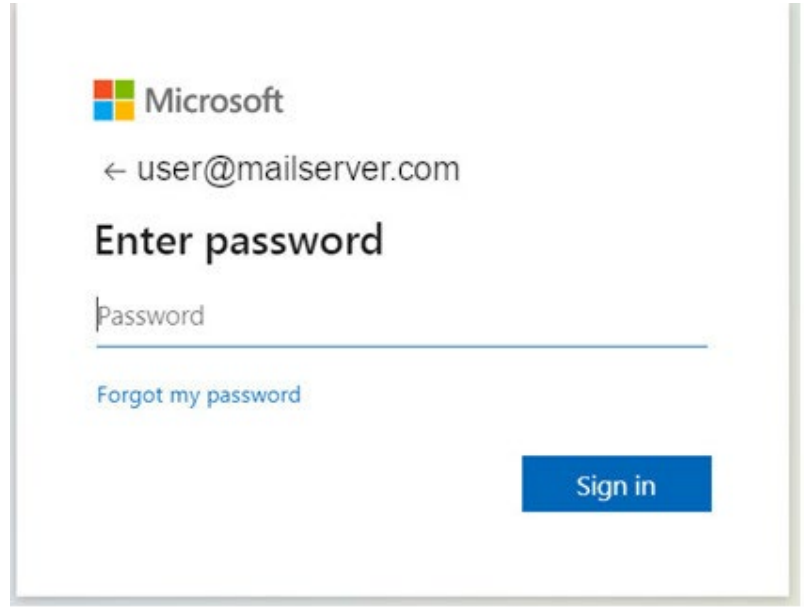 Microsoft
← user@mailserver.com
Enter password
Password
Forgot my password
Sign in